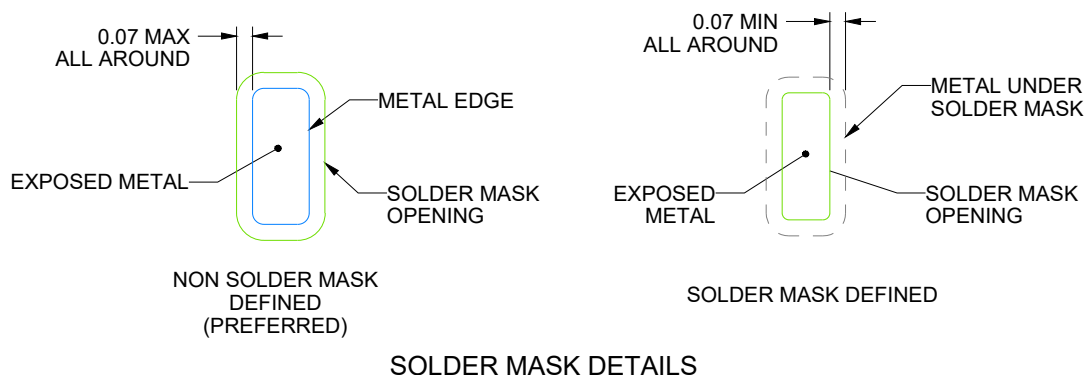 0.07 MAX
ALL AROUND
METAL EDGE
EXPOSED METAL
SOLDER MASK
OPENING
NON SOLDER MASK
DEFINED
(PREFERRED)
0.07 MIN
ALL AROUND
METAL UNDER
SOLDER MASK
EXPOSED
METAL
SOLDER MASK
OPENING
SOLDER MASK DEFINED
SOLDER MASK DETAILS